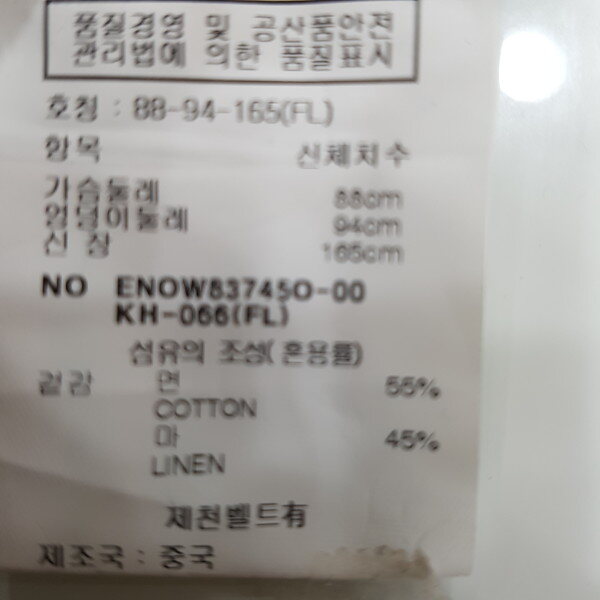 품질경영 및 공산품안전
관리법에 의한 품질표시
호칭 : 88-94-165(FL)
항목 신체치수
가슴둘레 88cm
엉덩이둘레 94cm
신 장 165cm
NO ENOW83745O-00
KH-066(FL)
섬유의 조성(혼용률)
겉감 면 55%
COTTON
마 45%
LINEN
제천벨트有
제조국 : 중국